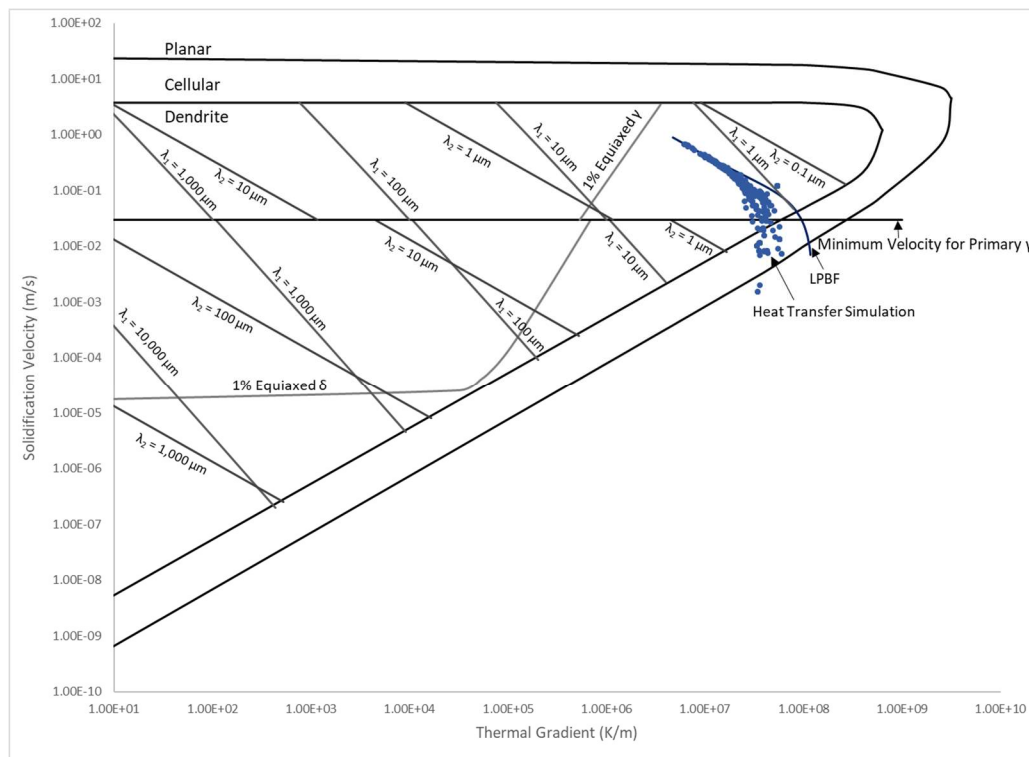 1.00E+02
Planar
1.00E+01
Cellular
Dendrite
1.00E+00
1.00E-01
1.00E-02
1.00E-03
1.00E-04
1.00E-05
1.00E-06
1.00E-07
1.00E-08
1.00E-09
1.00E-10
Solidification Velocity (m/s)
λ1 = 1,000 μm
λ2 = 10 μm
λ1 = 100 μm
λ2 = 1 μm
λ1 = 10 μm
1% Equiaxed γ
λ1 = 1 μm
λ2 = 0.1 μm
λ2 = 100 μm
λ1 = 1,000 μm
λ2 = 10 μm
λ1 = 100 μm
λ1 = 10 μm
λ2 = 1 μm
Minimum Velocity for Primary γ
LPBF
Heat Transfer Simulation
λ1 = 10,000 μm
1% Equiaxed δ
λ2 = 1,000 μm
1.00E+01 1.00E+02 1.00E+03 1.00E+04 1.00E+05 1.00E+06 1.00E+07 1.00E+08 1.00E+09 1.00E+10
Thermal Gradient (K/m)